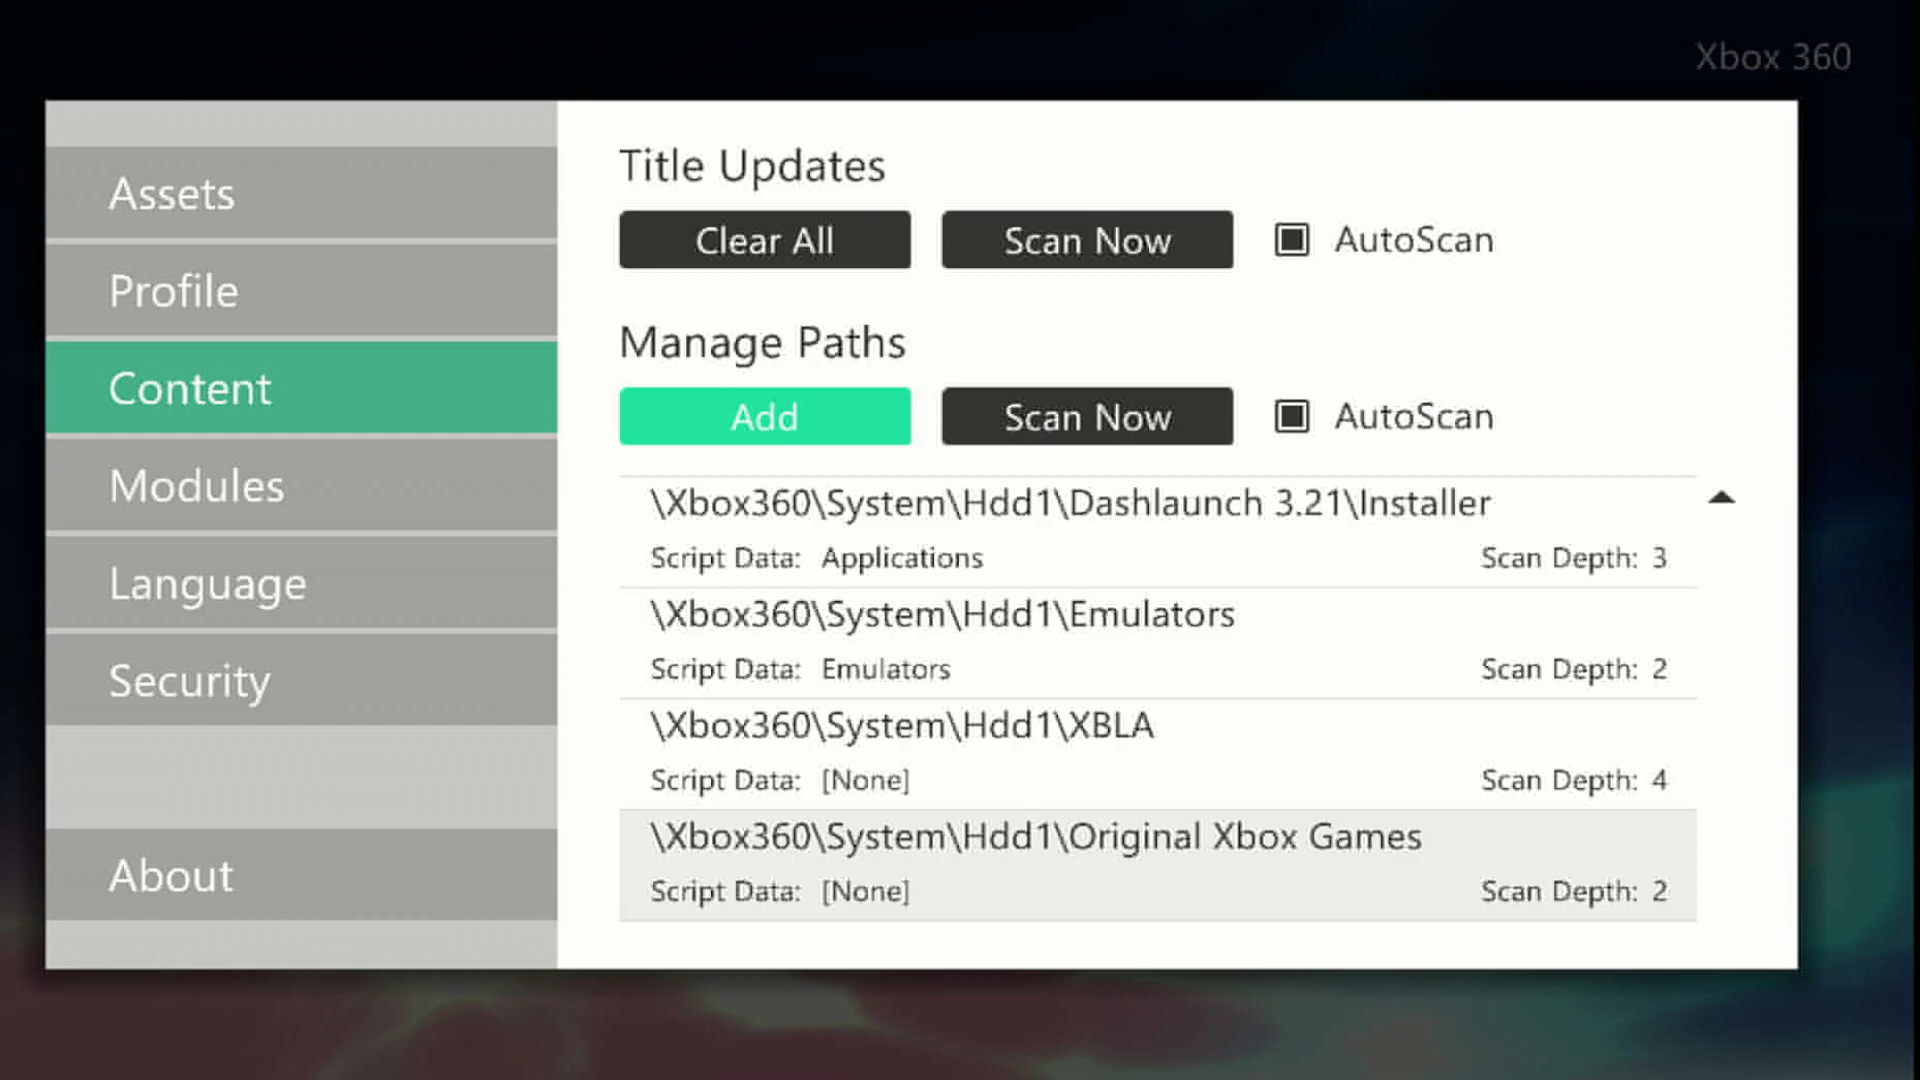 Xbox 360
Assets
Profile
Content
Modules
Language
Security
About
Title Updates
Clear All
Scan Now
AutoScan
Manage Paths
Add
Scan Now
AutoScan
\Xbox360\System\Hdd1\Dashlaunch 3.21\Installer
Script Data: Applications Scan Depth: 3
\Xbox360\System\Hdd1\Emulators
Script Data: Emulators Scan Depth: 2
\Xbox360\System\Hdd1\XBLA
Script Data: [None] Scan Depth: 4
\Xbox360\System\Hdd1\Original Xbox Games
Script Data: [None] Scan Depth: 2